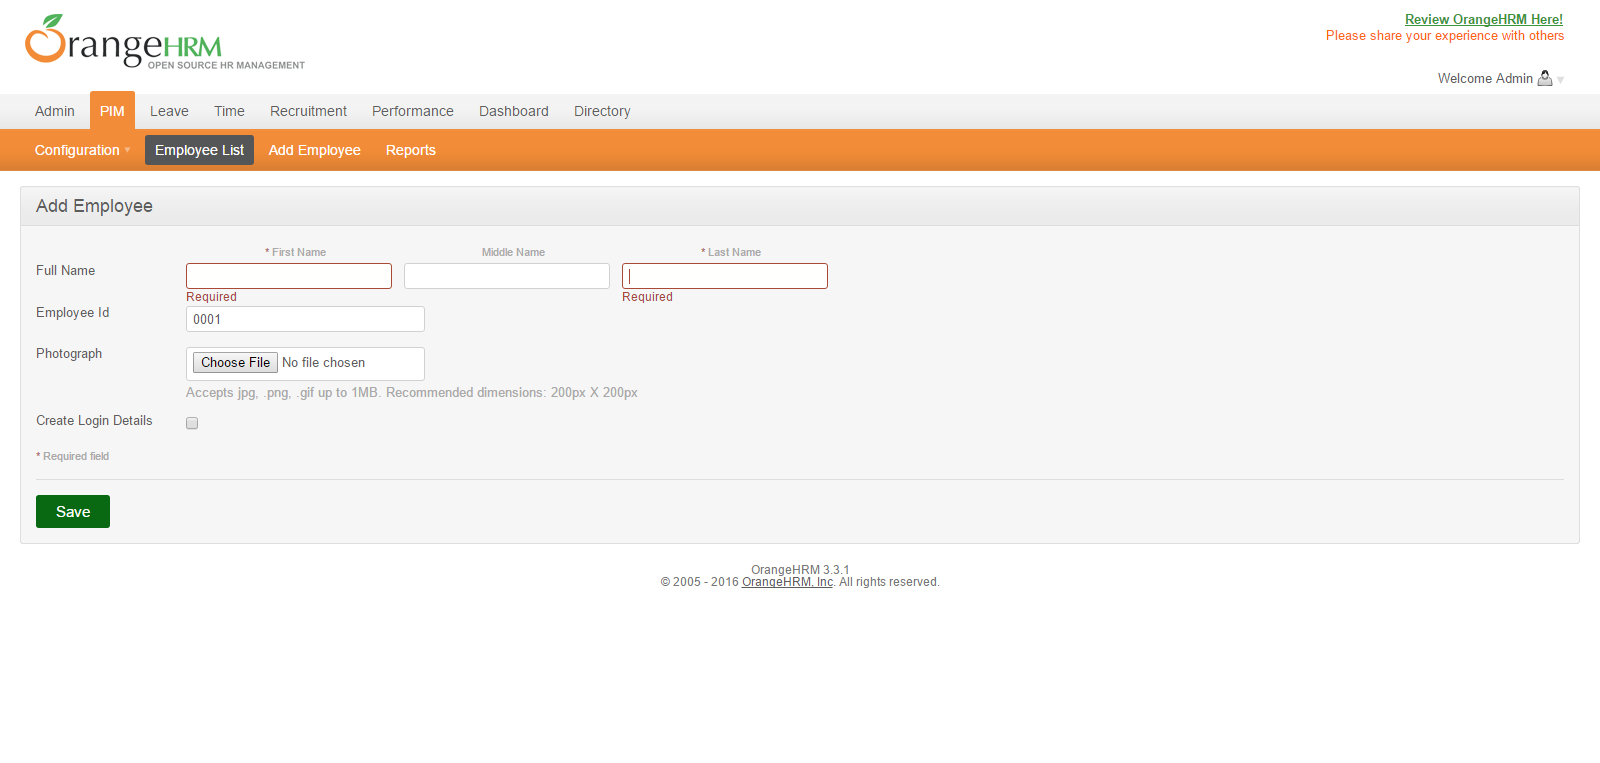 Review OrangeHRM Here!
Please share your experience with others
OrangeHRM
OPEN SOURCE HR MANAGEMENT
Welcome Admin
Admin PIM Leave Time Recruitment Performance Dashboard Directory
Configuration Employee List Add Employee Reports
Add Employee
* First Name Middle Name * Last Name
Full Name
Required Required
Employee Id 0001
Photograph Choose File No file chosen
Accepts jpg, .png, .gif up to 1MB. Recommended dimensions: 200px X 200px
Create Login Details
* Required field
Save
OrangeHRM 3.3.1
© 2005 - 2016 OrangeHRM, Inc. All rights reserved.